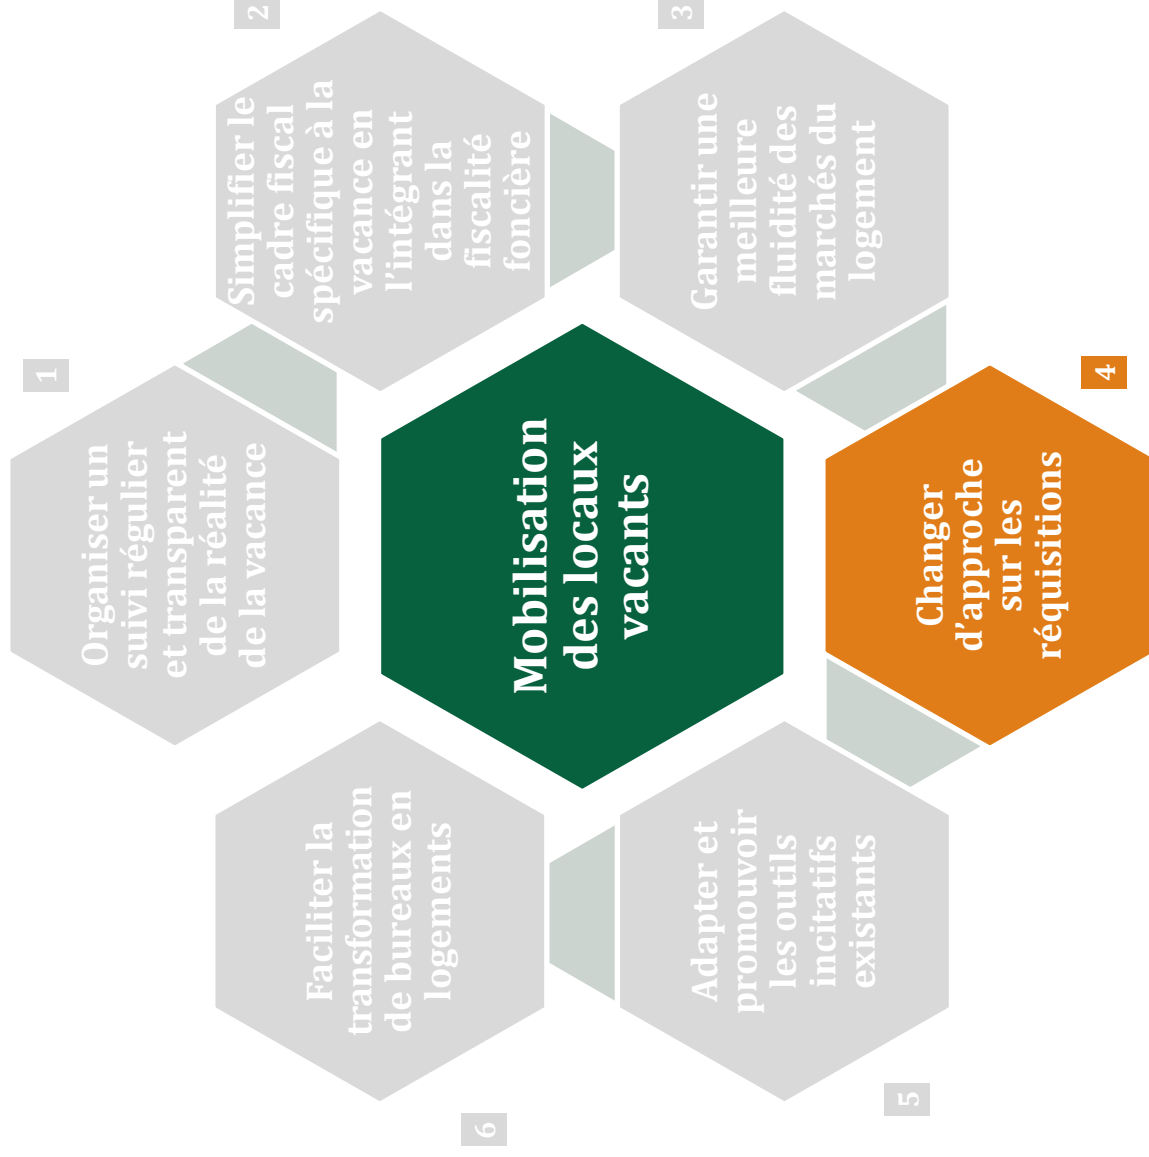 Mobilisation
des locaux
vacants
1
Organiser un
suivi régulier
et transparent
de la réalité
de la vacance
2
Simplifier le
cadre fiscal
spécifique à la
vacance en
l’intégrant
dans la
fiscalité
foncière
3
Garantir une
meilleure
fluidité des
marchés du
logement
4
Changer
d’approche
sur les
réquisitions
5
Adapter et
promouvoir
les outils
incitatifs
existants
6
Faciliter la
transformation
de bureaux en
logements